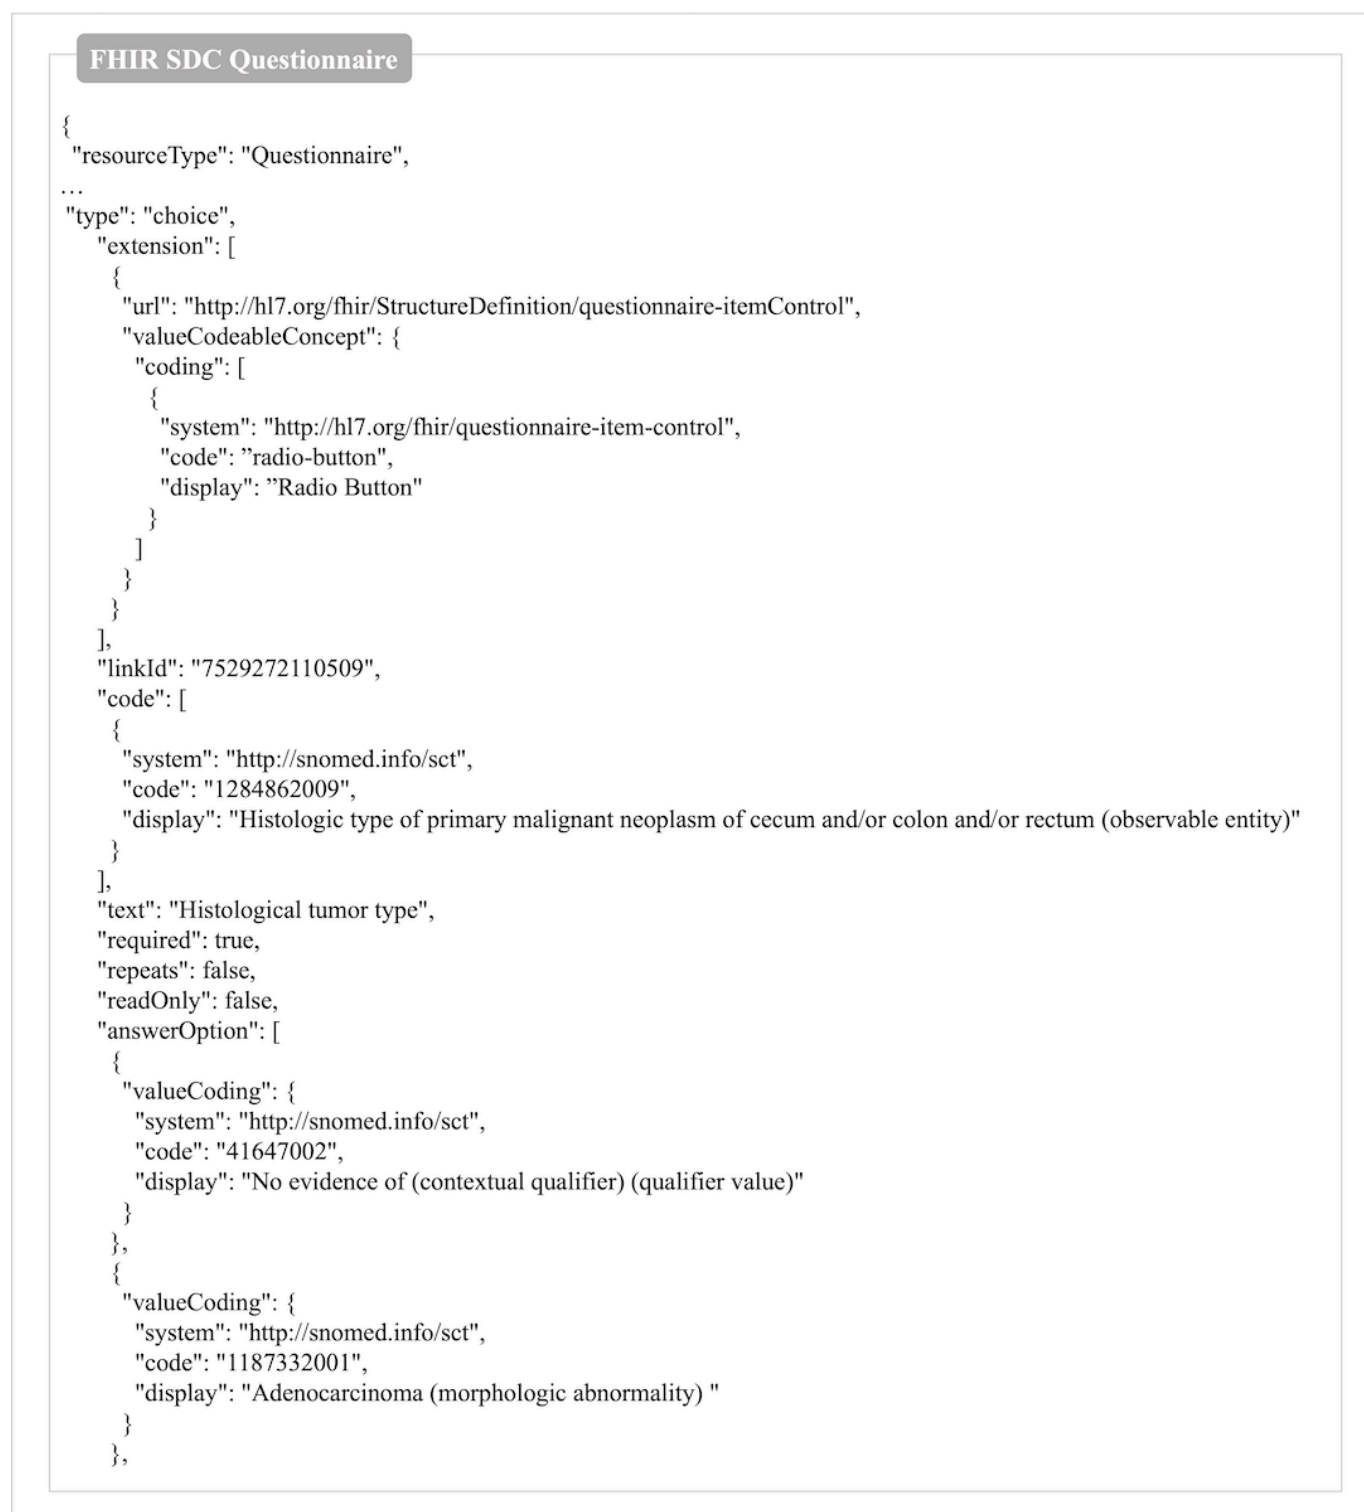 FHIR SDC Questionnaire
{
"resourceType": "Questionnaire",
…
"type": "choice",
"extension": [
{
"url": "http://hl7.org/fhir/StructureDefinition/questionnaire-itemControl",
"valueCodeableConcept": {
"coding": [
{
"system": "http://hl7.org/fhir/questionnaire-item-control",
"code": ”radio-button",
"display": ”Radio Button"
}
]
}
}
],
"linkId": "7529272110509",
"code": [
{
"system": "http://snomed.info/sct",
"code": "1284862009",
"display": "Histologic type of primary malignant neoplasm of cecum and/or colon and/or rectum (observable entity)"
}
],
"text": "Histological tumor type",
"required": true,
"repeats": false,
"readOnly": false,
"answerOption": [
{
"valueCoding": {
"system": "http://snomed.info/sct",
"code": "41647002",
"display": "No evidence of (contextual qualifier) (qualifier value)"
}
},
{
"valueCoding": {
"system": "http://snomed.info/sct",
"code": "1187332001",
"display": "Adenocarcinoma (morphologic abnormality) "
}
},